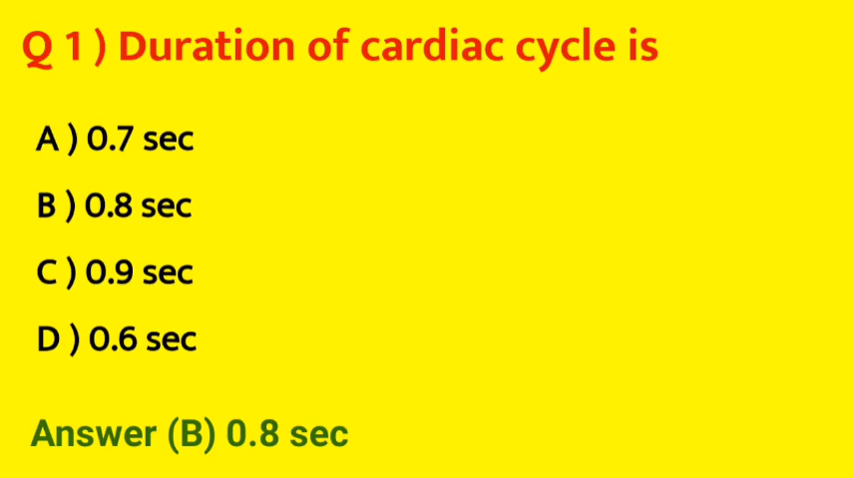 Q 1 ) Duration of cardiac cycle is
A ) 0.7 sec
B ) 0.8 sec
C ) 0.9 sec
D ) 0.6 sec
Answer (B) 0.8 sec